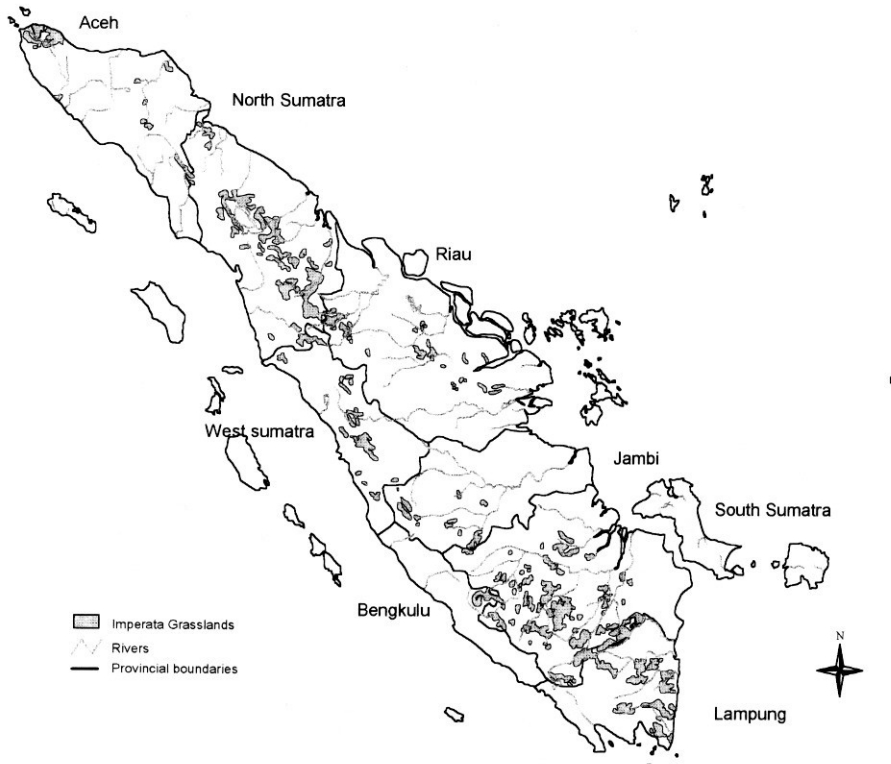 Aceh
North Sumatra
Riau
West sumatra
Jambi
South Sumatra
Bengkulu
Imperata Grasslands
Rivers
Provincial boundaries
N
Lampung